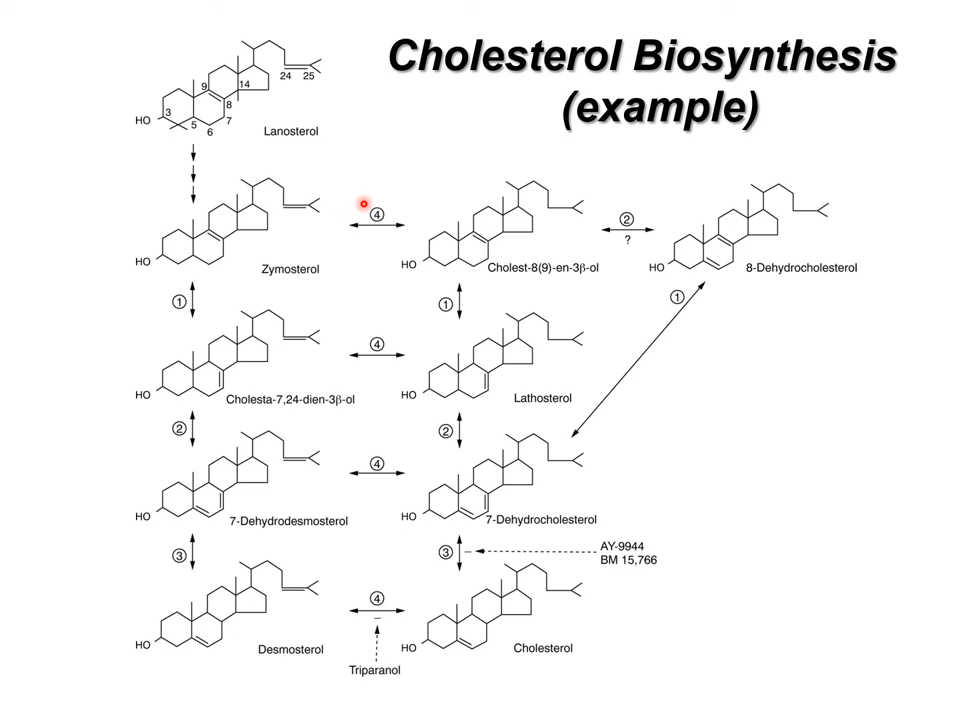 Cholesterol Biosynthesis
(example)
24 25
9 14
8
3
HO 5 7
6
Lanosterol
④ ②
?
HO HO HO
Zymosterol Cholest-8(9)-en-3β-ol 8-Dehydrocholesterol
① ① ①
④
HO HO
Cholesta-7,24-dien-3β-ol Lathosterol
② ②
④
HO HO
7-Dehydrodesmosterol 7-Dehydrocholesterol
③ ③ – AY-9944
BM 15,766
④
–
HO HO
Desmosterol Cholesterol
Triparanol